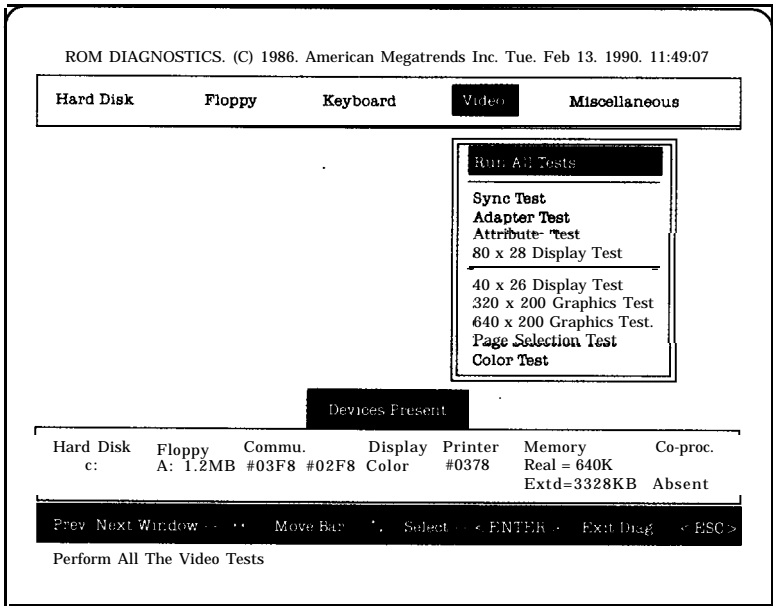 ROM DIAGNOSTICS. (C) 1986. American Megatrends Inc. Tue. Feb 13. 1990. 11:49:07
Hard Disk Floppy Keyboard Video Miscellaneous
Run All Tests
Sync Test
Adapter Test
Attribute Test
80 x 28 Display Test
40 x 26 Display Test
320 x 200 Graphics Test
640 x 200 Graphics Test.
Page Selection Test
Color Test
Devices Present
Hard Disk Floppy Commu. Display Printer Memory Co-proc.
c: A: 1.2MB #03F8 #02F8 Color #0378 Real = 640K
Extd=3328KB Absent
Prev Next Window Move Bar Select < ENTER > Exit Diag < ESC >
Perform All The Video Tests